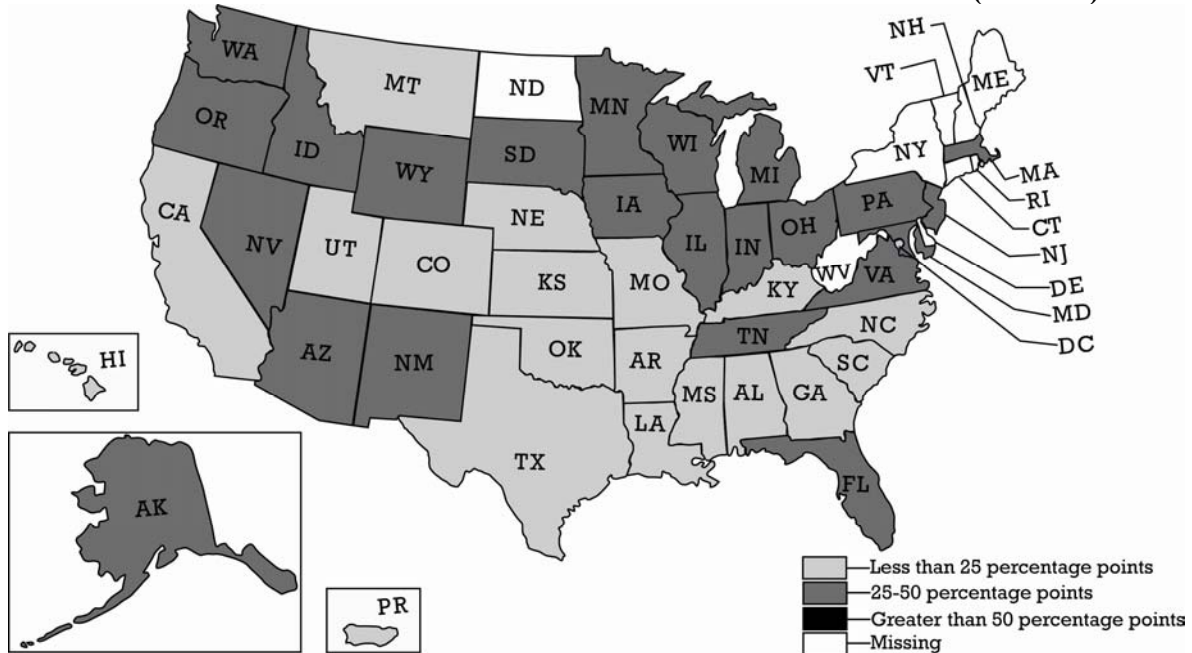 NH
VT
ME
WA
MT
ND
MN
OR
ID
WY
SD
WI
MI
NY
MA
RI
CT
NJ
DE
MD
DC
CA
NV
UT
CO
NE
IA
IL
IN
OH
PA
WV
VA
KS
MO
KY
NC
AZ
NM
OK
AR
TN
SC
MS
AL
GA
LA
TX
FL
HI
AK
PR
Less than 25 percentage points
25-50 percentage points
Greater than 50 percentage points
Missing